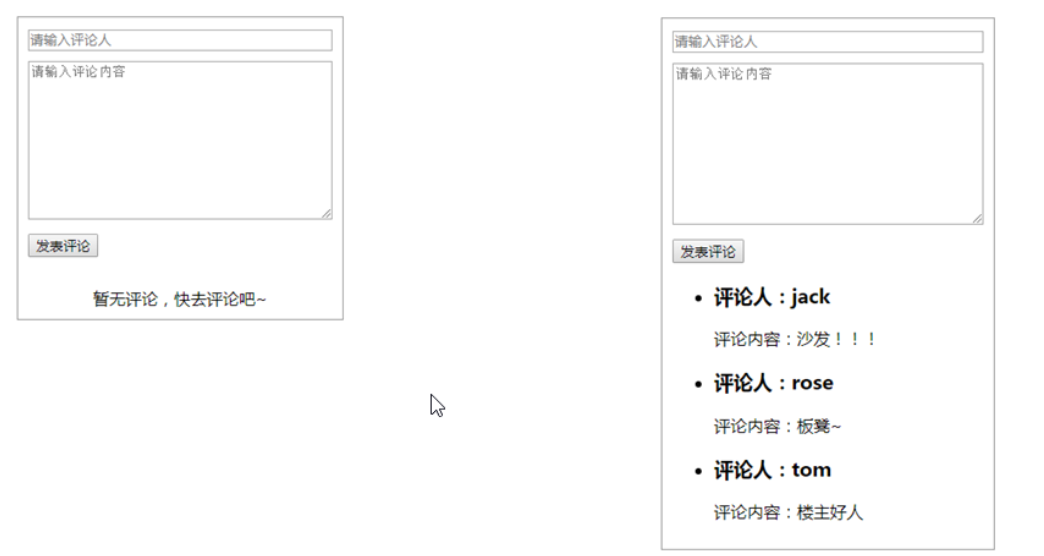 请输入评论人
请输入评论内容
发表评论
暂无评论，快去评论吧~
请输入评论人
请输入评论内容
发表评论
评论人：jack
评论内容：沙发！！！
评论人：rose
评论内容：板凳~
评论人：tom
评论内容：楼主好人